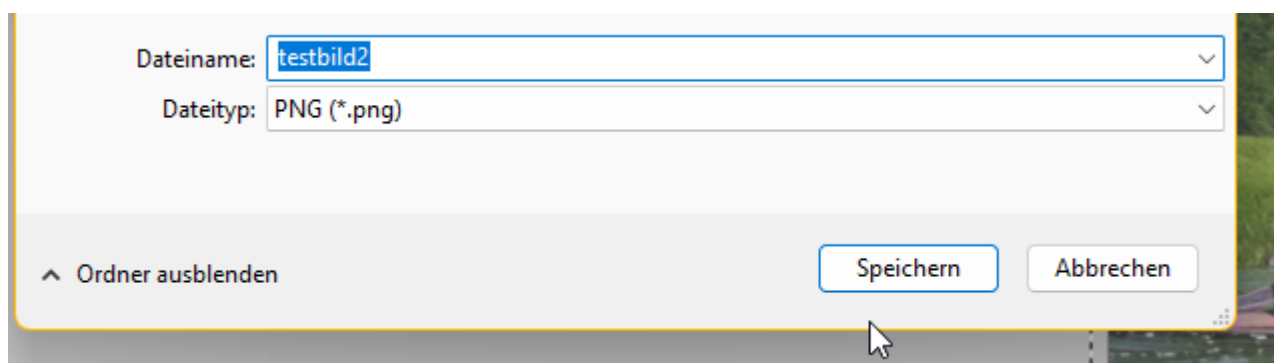 Dateiname: testbild2
Dateityp: PNG (*.png)
Ordner ausblenden
Speichern
Abbrechen